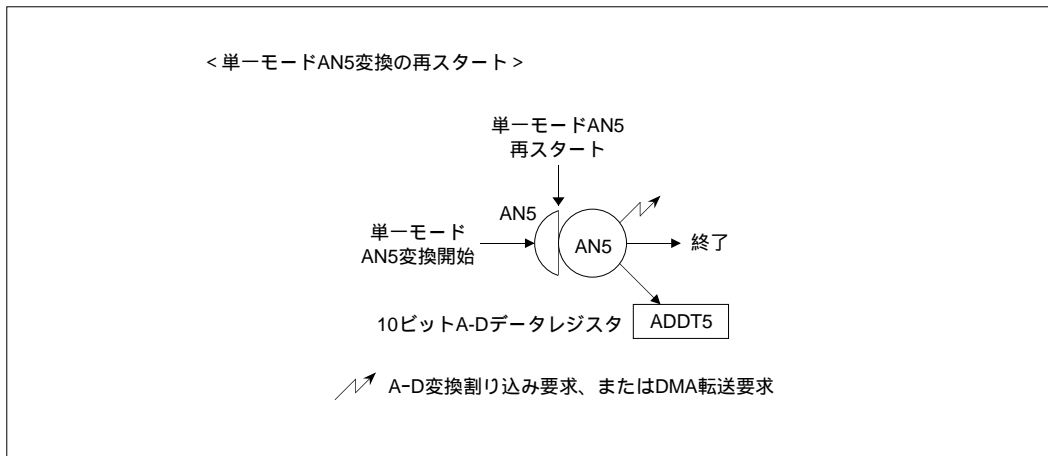 ＜単一モードAN5変換の再スタート＞
単一モードAN5
再スタート
AN5
単一モード
AN5変換開始
AN5
終了
10ビットA-Dデータレジスタ
ADDT5
A-D変換割り込み要求、またはDMA転送要求